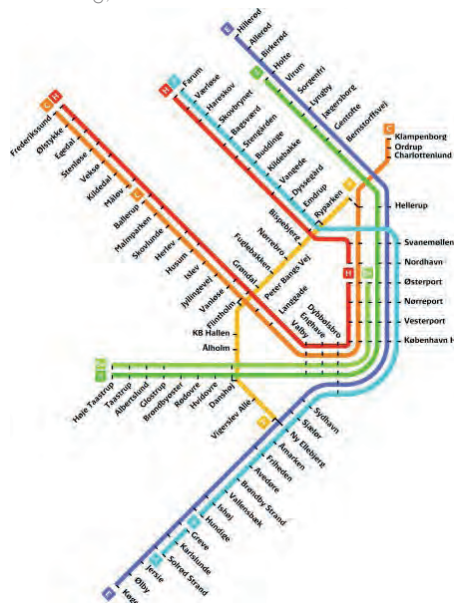 Hillerød
Allerød
Birkerød
Holte
Virum
Sorgenfri
Lyngby
Jægersborg
Gentofte
Bernstorffsvej
E
H
Farum
Værløse
Hareskov
Skovbrynet
Bagsværd
Stengården
Buddinge
Kildebakke
Vangede
Dyssegård
Emdrup
Ryparken
Bispebjerg
Nørrebro
Fuglebakken
Grøndal
Flintholm
KB Hallen
Ålholm
C
H
Frederikssund
Ølstykke
Egedal
Stenløse
Veksø
Kildedal
Måløv
C
Ballerup
Malmparken
Skovlunde
Herlev
Husum
Islev
Jyllingevej
Vanløse
Peter Bangs Vej
Langgade
Valby
Enghave
Dybbølsbro
C
Klampenborg
Ordrup
Charlottenlund
Hellerup
Svanemøllen
Nordhavn
H
Østerport
Nørreport
Vesterport
København H
Høje Taastrup
Taastrup
Albertslund
Glostrup
Brøndbyøster
Rødovre
Hvidovre
Danshøj
Vigerslev Allé
Ny Ellebjerg
Sydhavn
Sjælør
Åmarken
Friheden
Avedøre
Brøndby Strand
Vallensbæk
Ishøj
Hundige
Greve
Karlslunde
Solrød Strand
Jersie
Ølby
E